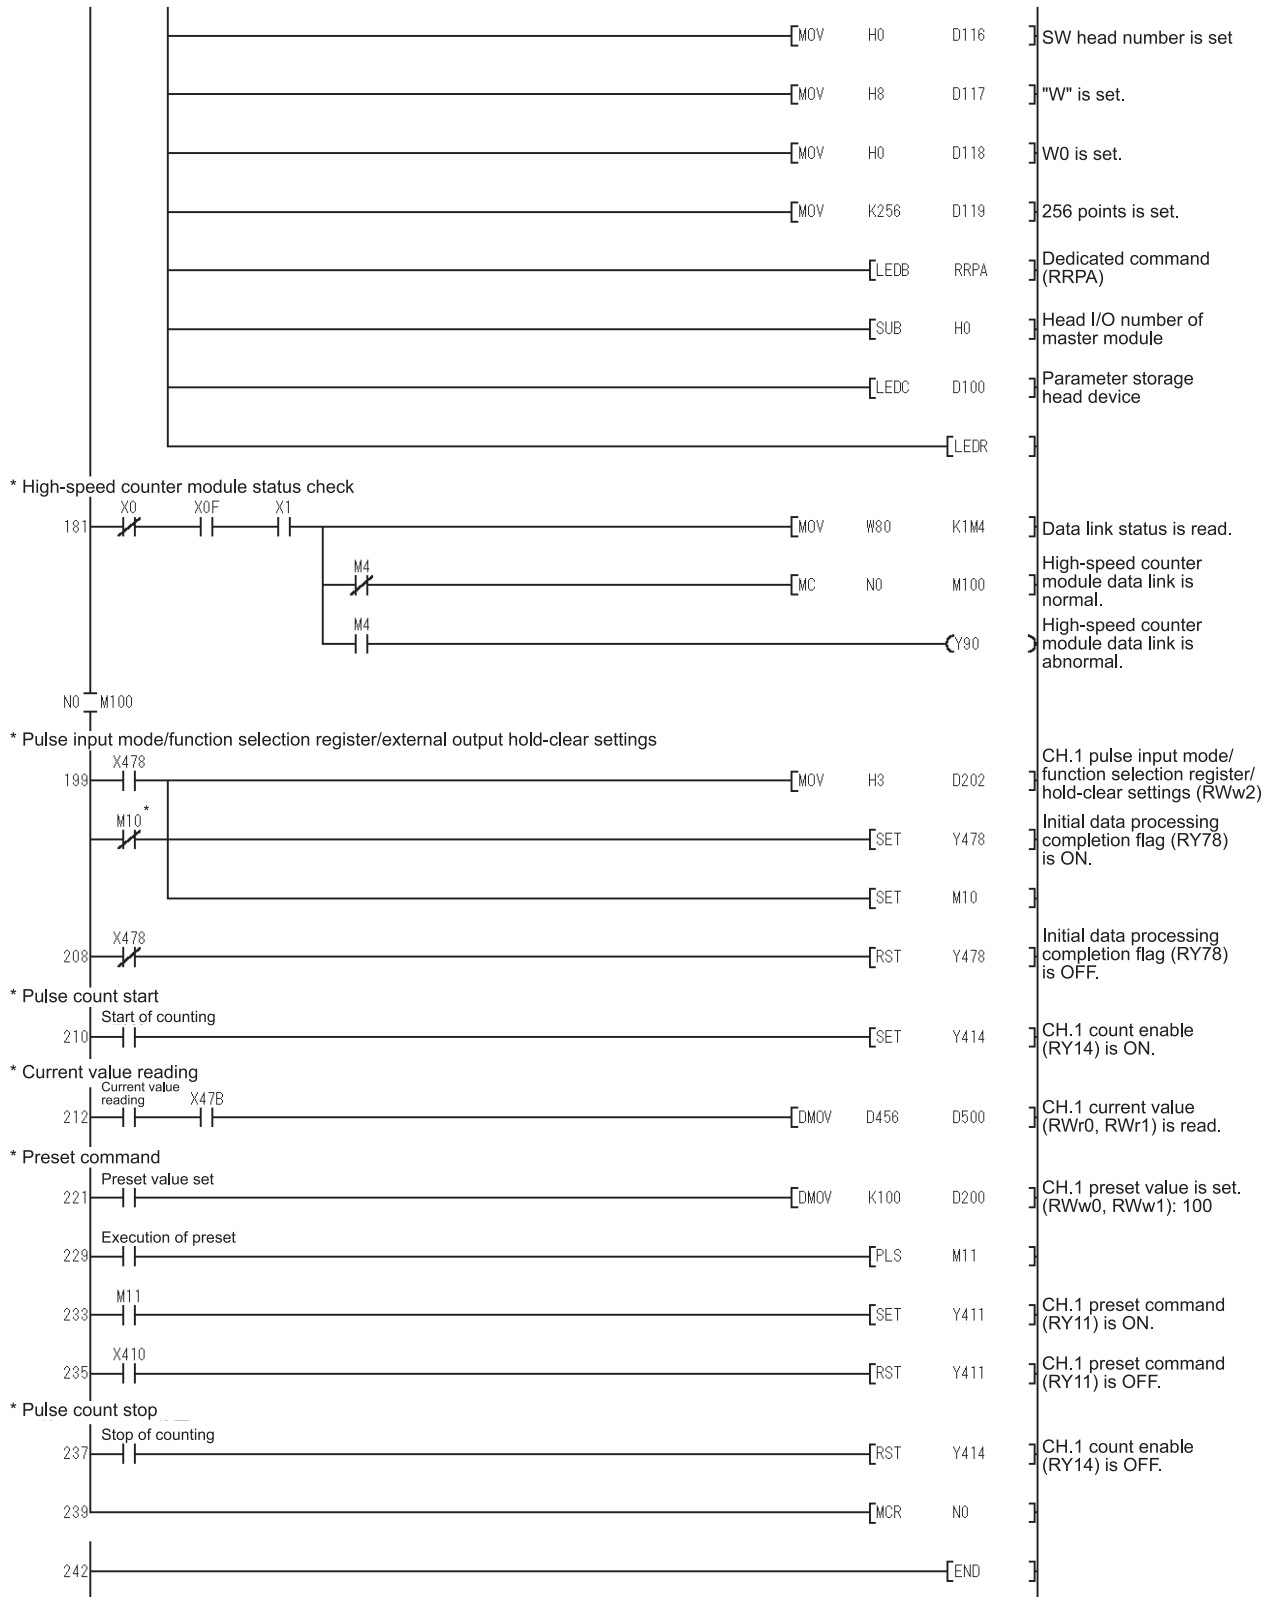 MOV H0 D116 SW head number is set
MOV H8 D117 "W" is set.
MOV H0 D118 W0 is set.
MOV K256 D119 256 points is set.
LEDB RRPA Dedicated command
(RRPA)
SUB H0 Head I/O number of
master module
LEDC D100 Parameter storage
head device
LEDR
* High-speed counter module status check
X0 X0F X1
181 MOV W80 K1M4 Data link status is read.
M4 MC N0 M100 High-speed counter
module data link is
normal.
M4 Y90 High-speed counter
module data link is
abnormal.
N0 M100
* Pulse input mode/function selection register/external output hold-clear settings
X478
199 MOV H3 D202 CH.1 pulse input mode/
function selection register/
hold-clear settings (RWw2)
M10 * SET Y478 Initial data processing
completion flag (RY78)
is ON.
SET M10
X478
208 RST Y478 Initial data processing
completion flag (RY78)
is OFF.
* Pulse count start
Start of counting
210 SET Y414 CH.1 count enable
(RY14) is ON.
* Current value reading
Current value
reading X47B
212 DMOV D456 D500 CH.1 current value
(RWr0, RWr1) is read.
* Preset command
Preset value set
221 DMOV K100 D200 CH.1 preset value is set.
(RWw0, RWw1): 100
Execution of preset
229 PLS M11
M11
233 SET Y411 CH.1 preset command
(RY11) is ON.
X410
235 RST Y411 CH.1 preset command
(RY11) is OFF.
* Pulse count stop
Stop of counting
237 RST Y414 CH.1 count enable
(RY14) is OFF.
239 MCR N0
242 END